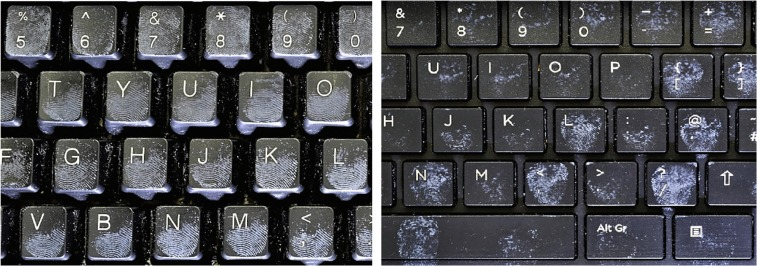 % ^ & * ( )
5 6 7 8 9 0
T Y U I O
F G H J K L
V B N M <
,
& * ( ) - +
7 8 9 0 - =
U I O P { }
[ ]
H J K L : @ ~
; ' #
N M < > ?
, . /
⇧
Alt Gr